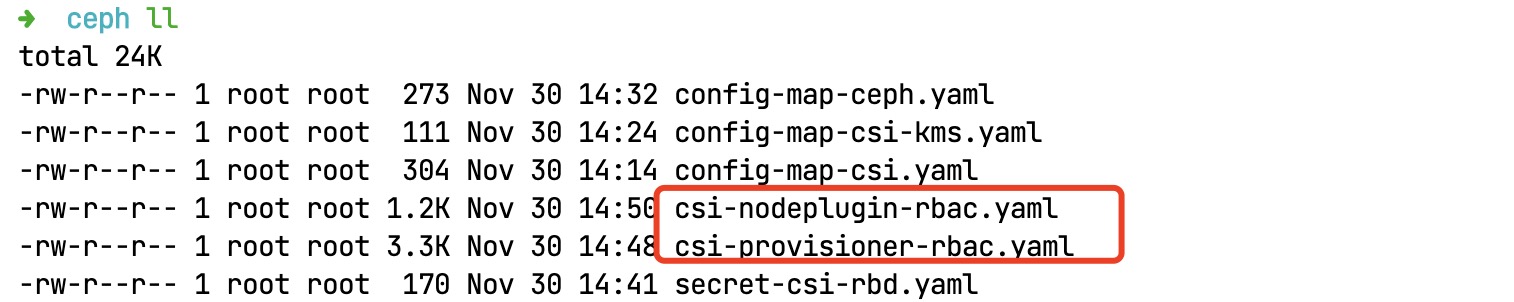 ➜  ceph ll
total 24K
-rw-r--r-- 1 root root  273 Nov 30 14:32 config-map-ceph.yaml
-rw-r--r-- 1 root root  111 Nov 30 14:24 config-map-csi-kms.yaml
-rw-r--r-- 1 root root  304 Nov 30 14:14 config-map-csi.yaml
-rw-r--r-- 1 root root 1.2K Nov 30 14:50 csi-nodeplugin-rbac.yaml
-rw-r--r-- 1 root root 3.3K Nov 30 14:48 csi-provisioner-rbac.yaml
-rw-r--r-- 1 root root  170 Nov 30 14:41 secret-csi-rbd.yaml